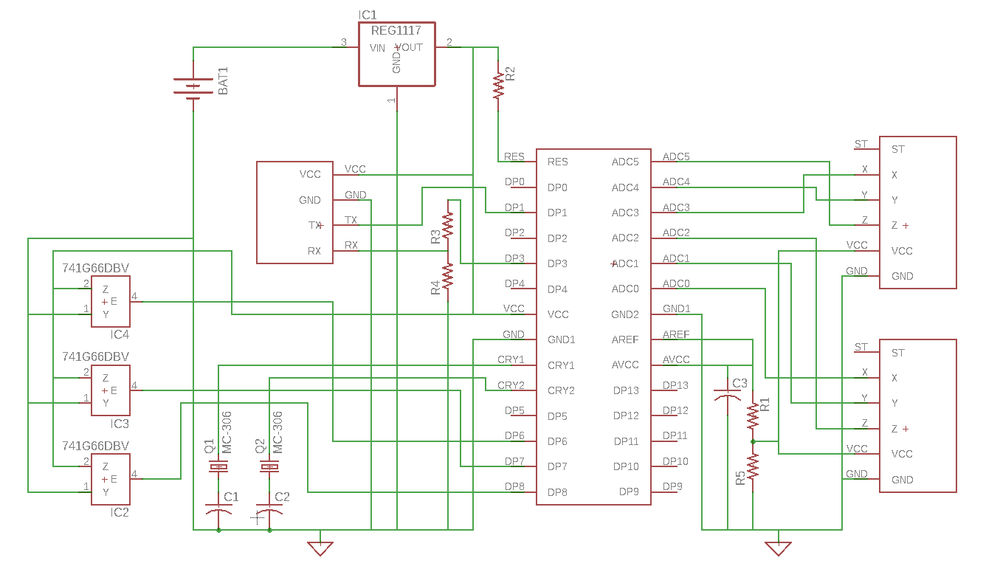 IC1
REG1117
3
VIN
VOUT
2
GND
1
BAT1
R2
VCC
VCC
GND
GND
TX
TX
RX
RX
R3
R4
RES
RES
ADC5
ADC5
DP0
DP0
ADC4
ADC4
DP1
DP1
ADC3
ADC3
DP2
DP2
ADC2
ADC2
DP3
DP3
ADC1
ADC1
DP4
DP4
ADC0
ADC0
VCC
VCC
GND2
GND1
GND
GND1
AREF
AREF
CRY1
CRY1
AVCC
AVCC
CRY2
CRY2
DP13
DP13
DP5
DP5
DP12
DP12
DP6
DP6
DP11
DP11
DP7
DP7
DP10
DP10
DP8
DP8
DP9
DP9
ST
ST
X
X
Y
Y
Z
Z +
VCC
VCC
GND
GND
ST
ST
X
X
Y
Y
Z
Z +
VCC
VCC
GND
GND
C3
R1
R5
741G66DBV
2
Z
+ E
4
1
Y
IC4
741G66DBV
2
Z
+ E
4
1
Y
IC3
741G66DBV
2
Z
+ E
4
1
Y
IC2
Q1
MC-306
Q2
MC-306
C1
C2